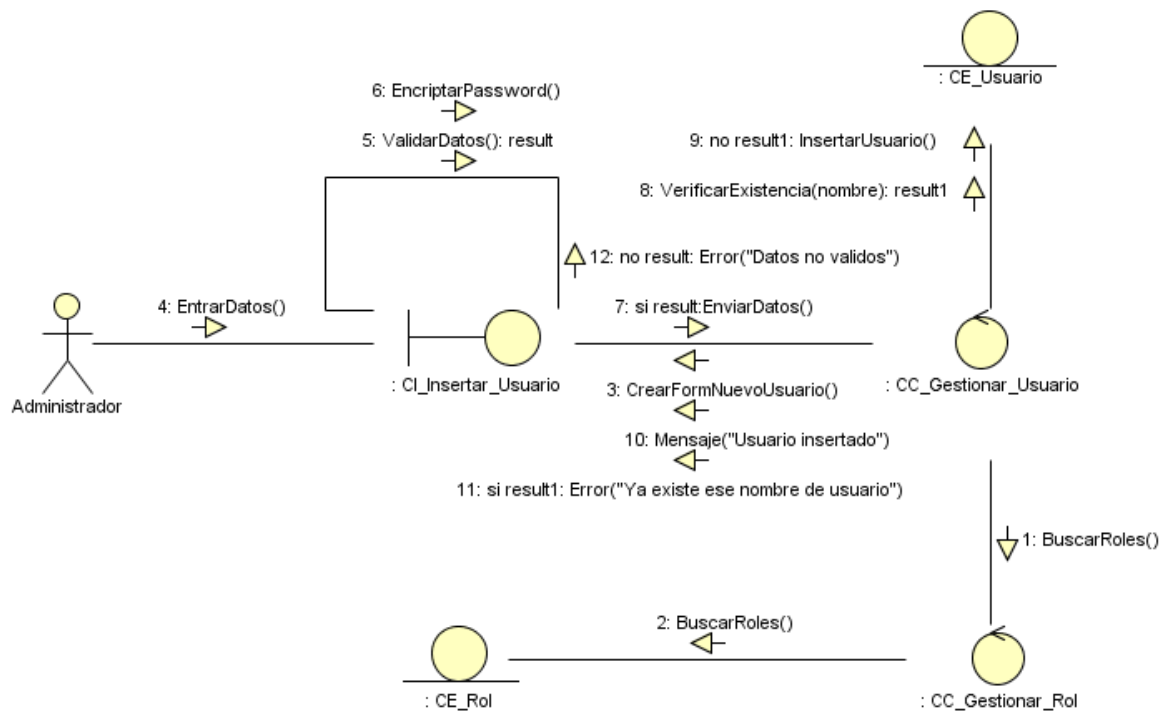 : CE_Usuario
6: EncriptarPassword()
5: ValidarDatos(): result
9: no result1: InsertarUsuario()
8: VerificarExistencia(nombre): result1
12: no result: Error("Datos no validos")
4: EntrarDatos()
7: si result:EnviarDatos()
Administrador
: CI_Insertar_Usuario
: CC_Gestionar_Usuario
3: CrearFormNuevoUsuario()
10: Mensaje("Usuario insertado")
11: si result1: Error("Ya existe ese nombre de usuario")
1: BuscarRoles()
2: BuscarRoles()
: CE_Rol
: CC_Gestionar_Rol